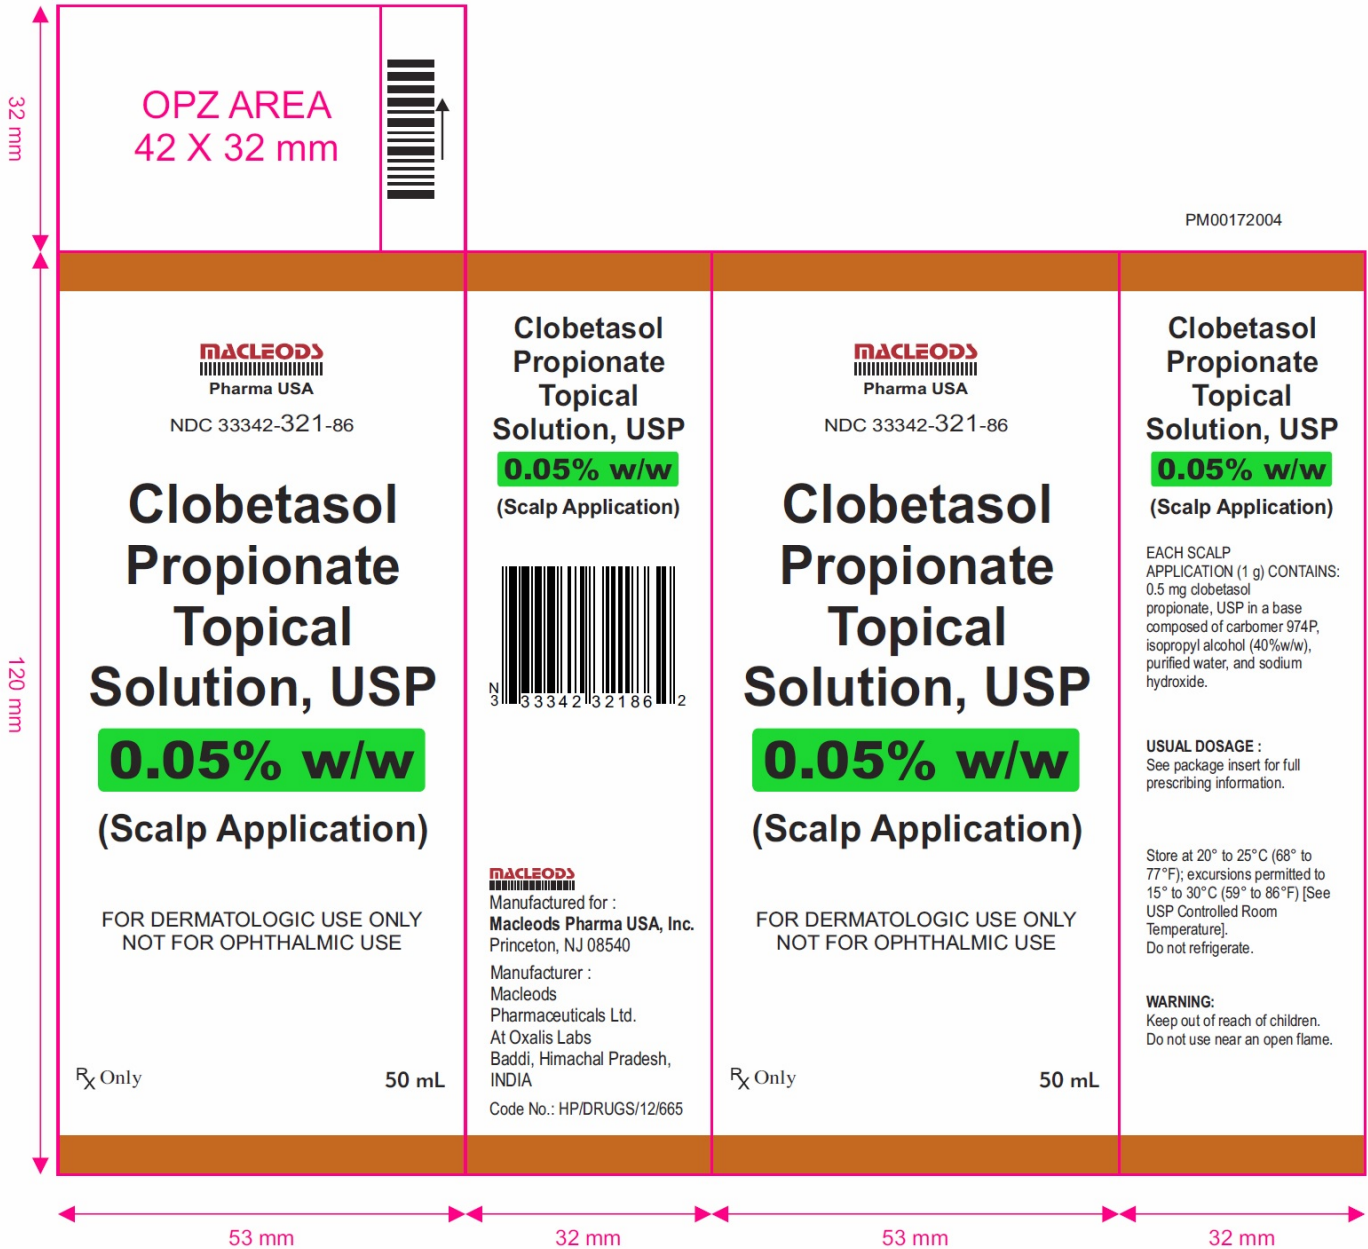 OPZ AREA
42 X 32 mm
32 mm
PM00172004
120 mm
MACLEODS
Pharma USA
NDC 33342-321-86
Clobetasol
Propionate
Topical
Solution, USP
0.05% w/w
(Scalp Application)
FOR DERMATOLOGIC USE ONLY
NOT FOR OPHTHALMIC USE
Rx Only
50 mL
Clobetasol
Propionate
Topical
Solution, USP
0.05% w/w
(Scalp Application)
N
3 33342 32186 2
MACLEODS
Manufactured for :
Macleods Pharma USA, Inc.
Princeton, NJ 08540
Manufacturer :
Macleods
Pharmaceuticals Ltd.
At Oxalis Labs
Baddi, Himachal Pradesh,
INDIA
Code No.: HP/DRUGS/12/665
MACLEODS
Pharma USA
NDC 33342-321-86
Clobetasol
Propionate
Topical
Solution, USP
0.05% w/w
(Scalp Application)
FOR DERMATOLOGIC USE ONLY
NOT FOR OPHTHALMIC USE
Rx Only
50 mL
Clobetasol
Propionate
Topical
Solution, USP
0.05% w/w
(Scalp Application)
EACH SCALP
APPLICATION (1 g) CONTAINS:
0.5 mg clobetasol
propionate, USP in a base
composed of carbomer 974P,
isopropyl alcohol (40%w/w),
purified water, and sodium
hydroxide.
USUAL DOSAGE :
See package insert for full
prescribing information.
Store at 20° to 25°C (68° to
77°F); excursions permitted to
15° to 30°C (59° to 86°F) [See
USP Controlled Room
Temperature].
Do not refrigerate.
WARNING:
Keep out of reach of children.
Do not use near an open flame.
53 mm
32 mm
53 mm
32 mm